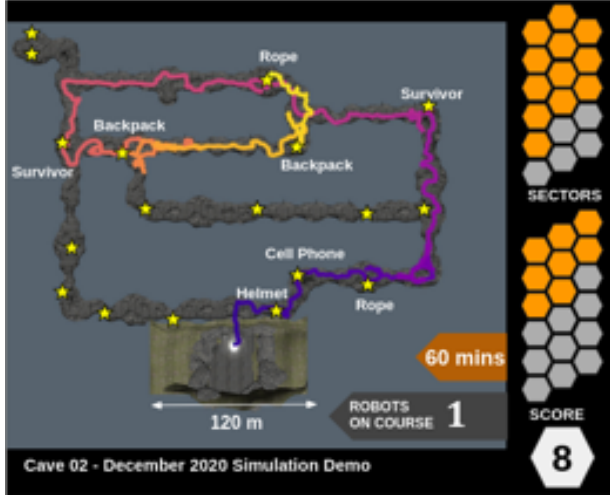 Rope
Survivor
Backpack
Backpack
Survivor
Cell Phone
Helmet
Rope
60 mins
120 m
ROBOTS
ON COURSE 1
Cave 02 - December 2020 Simulation Demo
SECTORS
SCORE
8